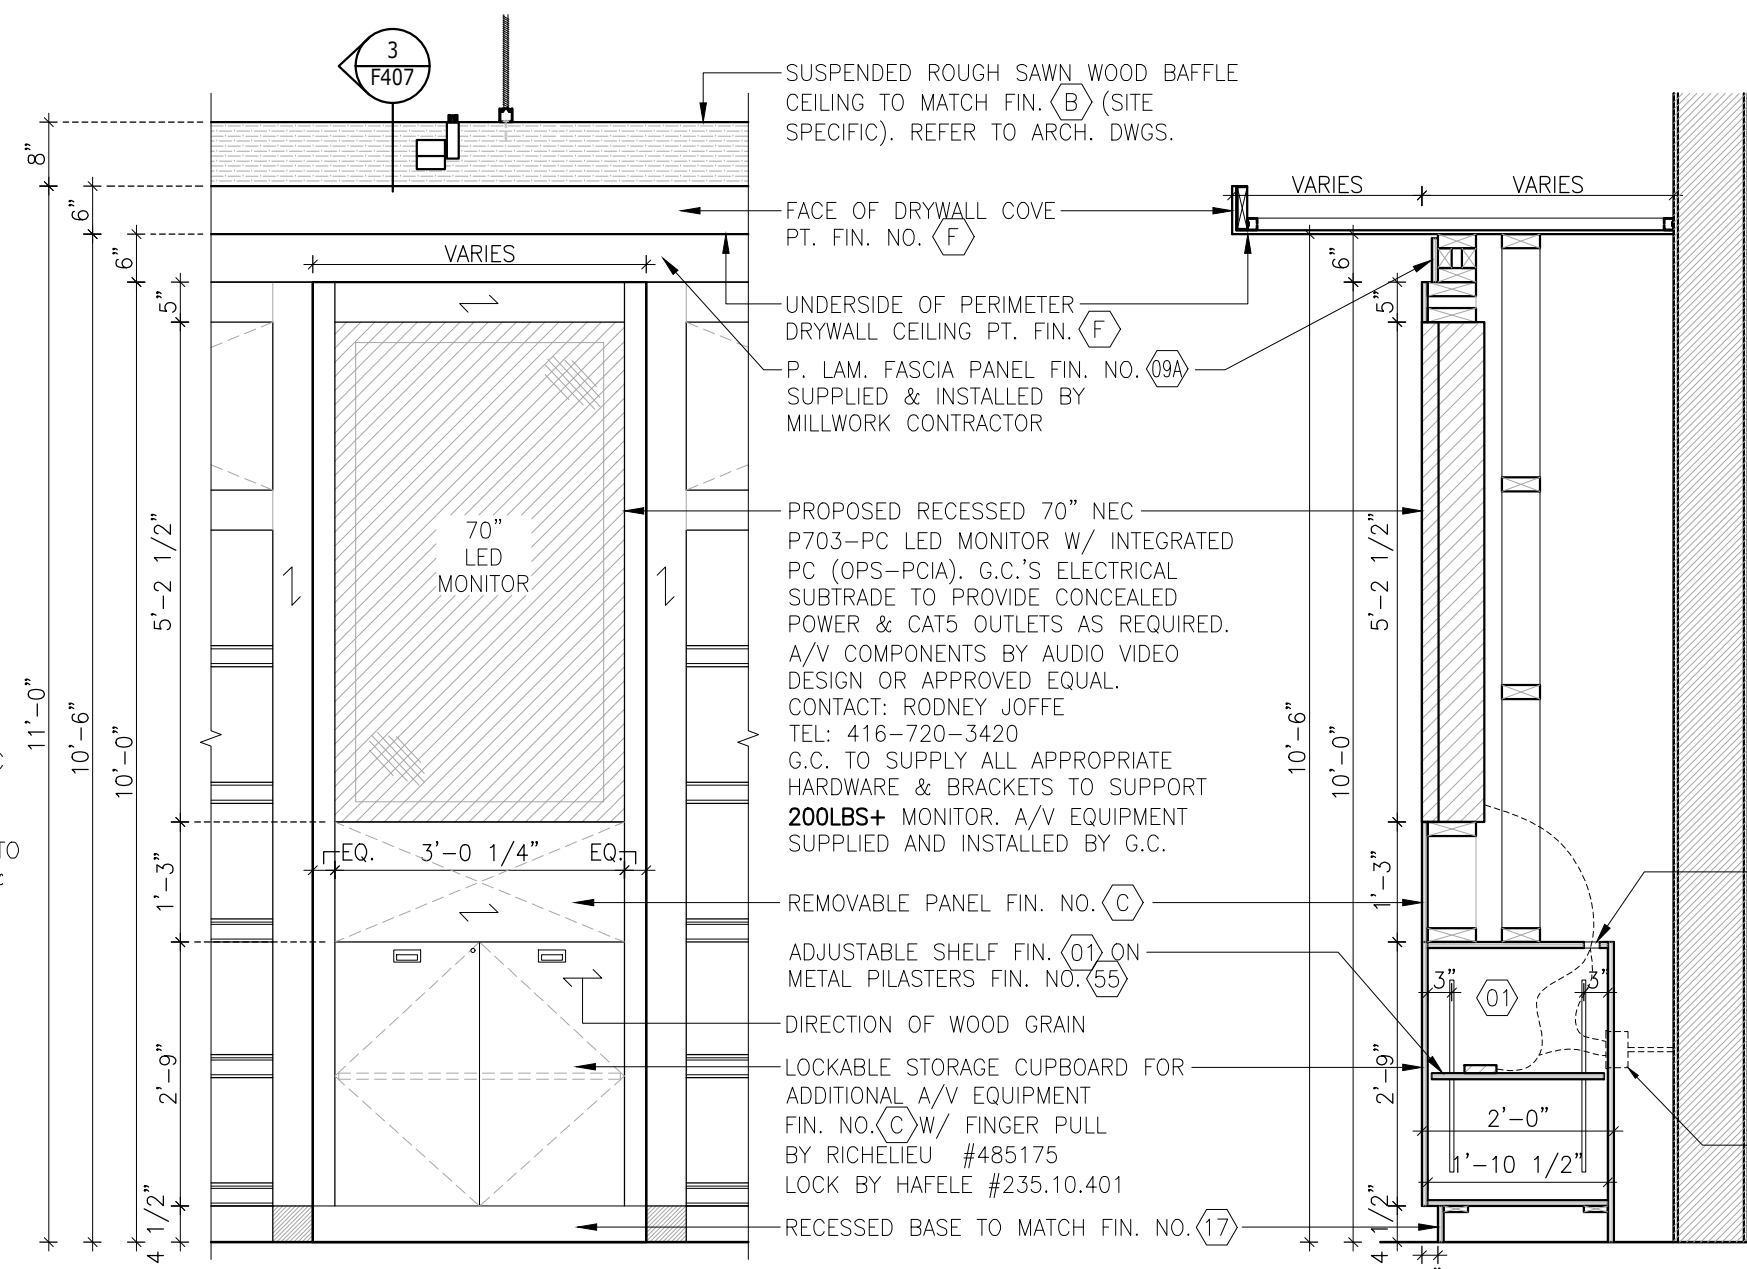 3
F407
SUSPENDED ROUGH SAWN WOOD BAFFLE
CEILING TO MATCH FIN. B (SITE
SPECIFIC). REFER TO ARCH. DWGS.
FACE OF DRYWALL COVE
PT. FIN. NO. F
UNDERSIDE OF PERIMETER
DRYWALL CEILING PT. FIN. F
P. LAM. FASCIA PANEL FIN. NO. 09A
SUPPLIED & INSTALLED BY
MILLWORK CONTRACTOR
PROPOSED RECESSED 70" NEC
P703-PC LED MONITOR W/ INTEGRATED
PC (OPS-PCIA). G.C.'S ELECTRICAL
SUBTRADE TO PROVIDE CONCEALED
POWER & CAT5 OUTLETS AS REQUIRED.
A/V COMPONENTS BY AUDIO VIDEO
DESIGN OR APPROVED EQUAL.
CONTACT: RODNEY JOFFE
TEL: 416-720-3420
G.C. TO SUPPLY ALL APPROPRIATE
HARDWARE & BRACKETS TO SUPPORT
200LBS+ MONITOR. A/V EQUIPMENT
SUPPLIED AND INSTALLED BY G.C.
REMOVABLE PANEL FIN. NO. C
ADJUSTABLE SHELF FIN. 01 ON
METAL PILASTERS FIN. NO. 55
DIRECTION OF WOOD GRAIN
LOCKABLE STORAGE CUPBOARD FOR
ADDITIONAL A/V EQUIPMENT
FIN. NO. C W/ FINGER PULL
BY RICHELIEU #485175
LOCK BY HAFELE #235.10.401
RECESSED BASE TO MATCH FIN. NO. 17
8"
6"
6"
5"
11'-0"
10'-6"
10'-0"
5'-2 1/2"
1'-3"
2'-9"
4 1/2"
TO
VARIES
70"
LED
MONITOR
EQ.
3'-0 1/4"
EQ.
VARIES
VARIES
6"
5"
10'-6"
10'-0"
5'-2 1/2"
1'-3"
2'-9"
4 1/2"
3"
3"
01
2'-0"
1'-10 1/2"